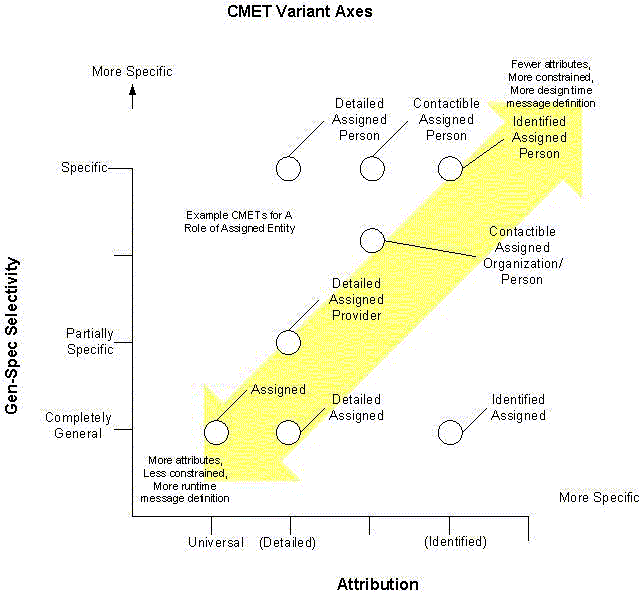 CMET Variant Axes
More Specific
Fewer attributes,
More constrained,
More design time
message definition
Detailed
Assigned
Person
Contactible
Assigned
Person
Identified
Assigned
Person
Specific
Example CMETs for A
Role of Assigned Entity
Contactible
Assigned
Organization/
Person
Gen-Spec Selectivity
Detailed
Assigned
Provider
Partially
Specific
Assigned
Detailed
Assigned
Identified
Assigned
Completely
General
More attributes,
Less constrained,
More runtime
message definition
More Specific
Universal
(Detailed)
(Identified)
Attribution